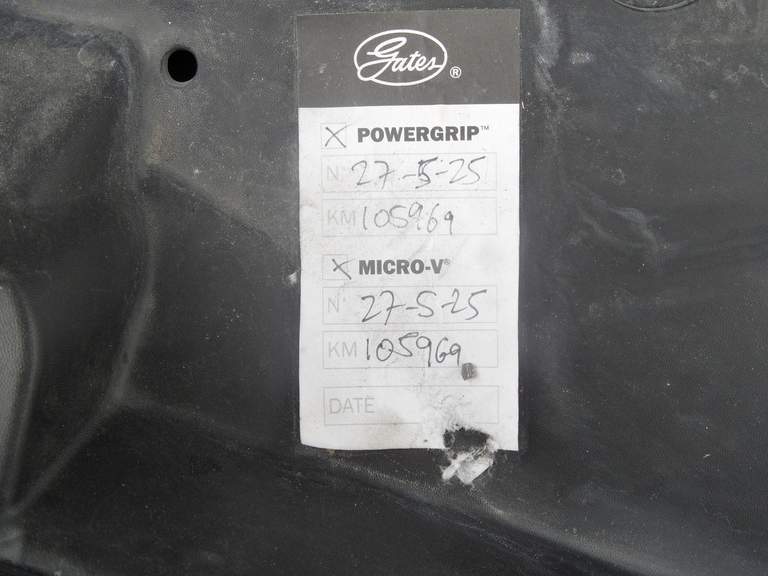 Gates ®
POWERGRIP™
N° 27-5-25
KM 105969
MICRO-V®
N° 27-5-25
KM 105969
DATE